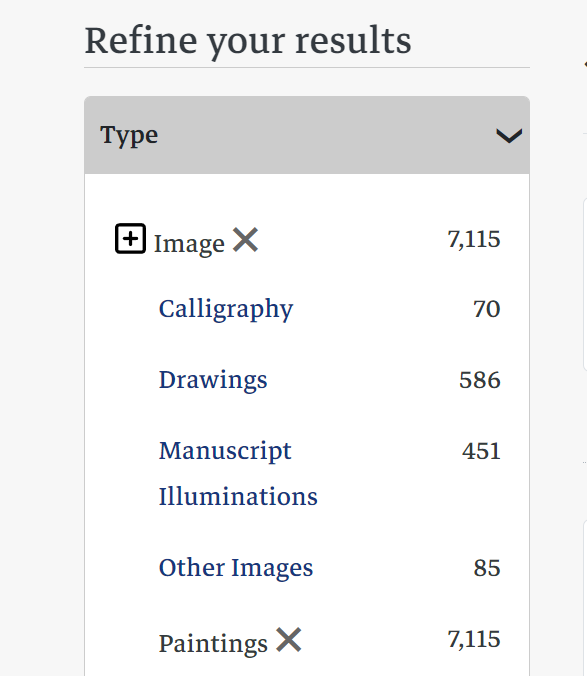 Refine your results
Type
Image 7,115
Calligraphy 70
Drawings 586
Manuscript 451
Illuminations
Other Images 85
Paintings 7,115